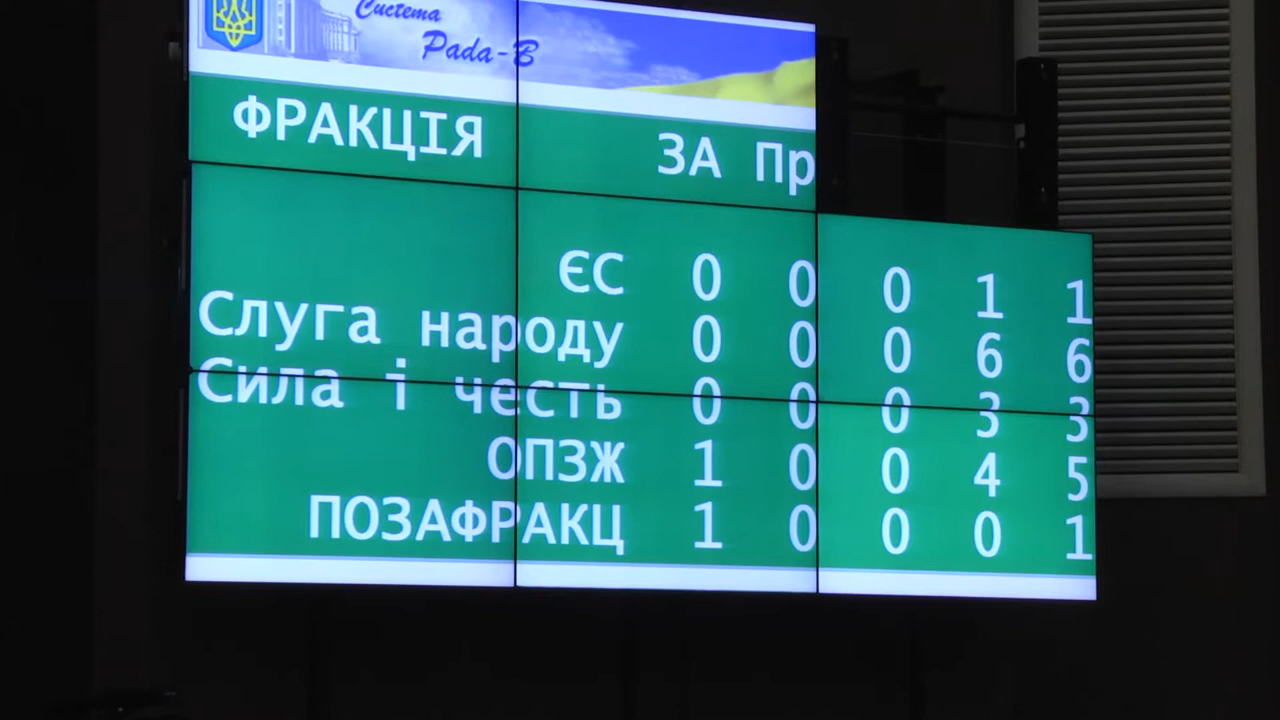 Система
Рада-В
ФРАКЦІЯ ЗА Пр
ЄС 0 0 0 1 1
Слуга народу 0 0 0 6 6
Сила і честь 0 0 0 3 3
ОПЗЖ 1 0 0 4 5
ПОЗАФРАКЦ 1 0 0 0 1